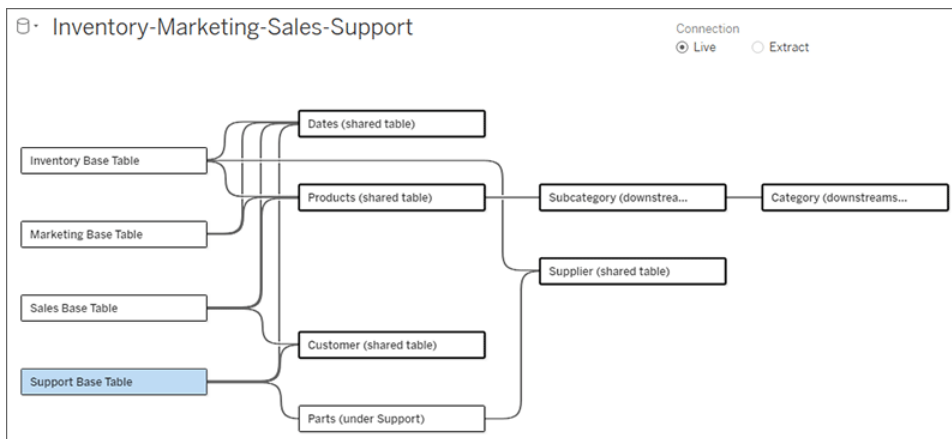 Inventory-Marketing-Sales-Support
Connection
Live
Extract
Dates (shared table)
Inventory Base Table
Products (shared table)
Subcategory (downstrea...
Category (downstreams...
Marketing Base Table
Supplier (shared table)
Sales Base Table
Customer (shared table)
Support Base Table
Parts (under Support)